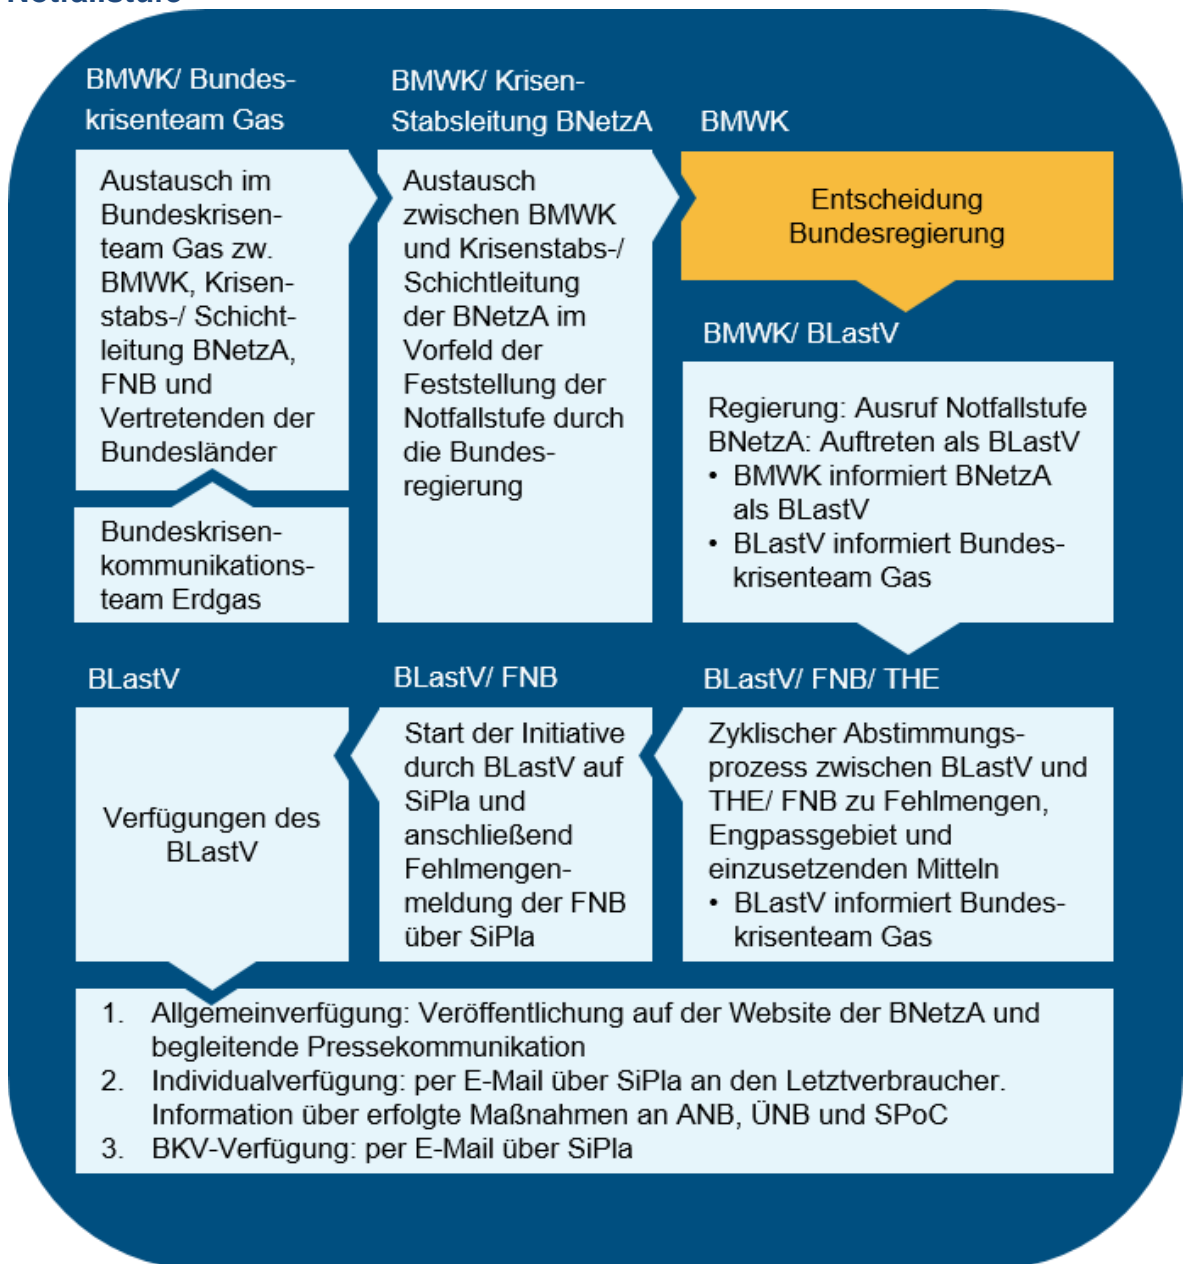 Notfallstufe
BMWK/ Bundes-
krisenteam Gas
Austausch im
Bundeskrisen-
team Gas zw.
BMWK, Krisen-
stabs-/ Schicht-
leitung BNetzA,
FNB und
Vertretenden der
Bundesländer
Bundeskrisen-
kommunikations-
team Erdgas
BMWK/ Krisen-
Stabsleitung BNetzA
Austausch
zwischen BMWK
und Krisenstabs-/
Schichtleitung
der BNetzA im
Vorfeld der
Feststellung der
Notfallstufe durch
die Bundes-
regierung
BMWK
Entscheidung
Bundesregierung
BMWK/ BLastV
Regierung: Ausruf Notfallstufe
BNetzA: Auftreten als BLastV
• BMWK informiert BNetzA
als BLastV
• BLastV informiert Bundes-
krisenteam Gas
BLastV/ FNB/ THE
Zyklischer Abstimmungs-
prozess zwischen BLastV und
THE/ FNB zu Fehlmengen,
Engpassgebiet und
einzusetzenden Mitteln
• BLastV informiert Bundes-
krisenteam Gas
BLastV/ FNB
Start der Initiative
durch BLastV auf
SiPla und
anschließend
Fehlmengen-
meldung der FNB
über SiPla
BLastV
Verfügungen des
BLastV
1. Allgemeinverfügung: Veröffentlichung auf der Website der BNetzA und
begleitende Pressekommunikation
2. Individualverfügung: per E-Mail über SiPla an den Letztverbraucher.
Information über erfolgte Maßnahmen an ANB, ÜNB und SPoC
3. BKV-Verfügung: per E-Mail über SiPla